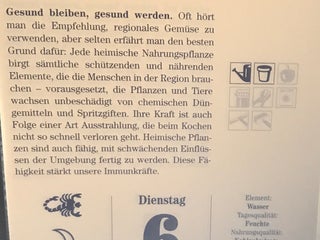 Gesund bleiben, gesund werden. Oft hört
man die Empfehlung, regionales Gemüse zu
verwenden, aber selten erfährt man den besten
Grund dafür: Jede heimische Nahrungspflanze
birgt sämtliche schützenden und nährenden
Elemente, die die Menschen in der Region brau-
chen – vorausgesetzt, die Pflanzen und Tiere
wachsen unbeschädigt von chemischen Dün-
gemitteln und Spritzgiften. Ihre Kraft ist auch
Folge einer Art Ausstrahlung, die beim Kochen
nicht so schnell verloren geht. Heimische Pflan-
zen sind auch fähig, mit schwächenden Einflüs-
sen der Umgebung fertig zu werden. Diese Fä-
higkeit stärkt unsere Immunkräfte.
Dienstag
6
Element:
Wasser
Tagesqualität:
Feuchte
Nahrungsqualität: